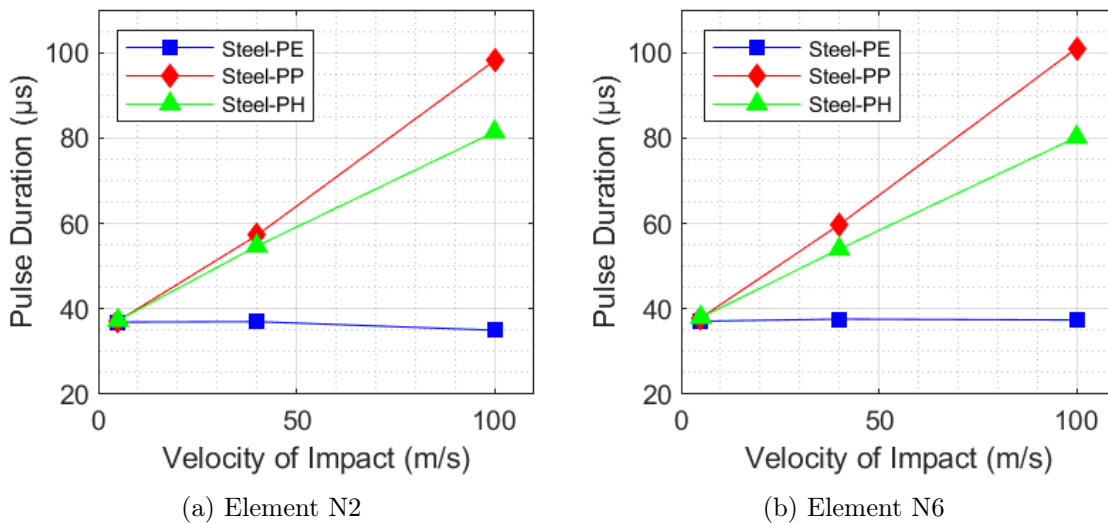 Pulse Duration (μs)
100
80
60
40
20
Steel-PE
Steel-PP
Steel-PH
0
50
100
Velocity of Impact (m/s)
(a) Element N2
Pulse Duration (μs)
100
80
60
40
20
Steel-PE
Steel-PP
Steel-PH
0
50
100
Velocity of Impact (m/s)
(b) Element N6